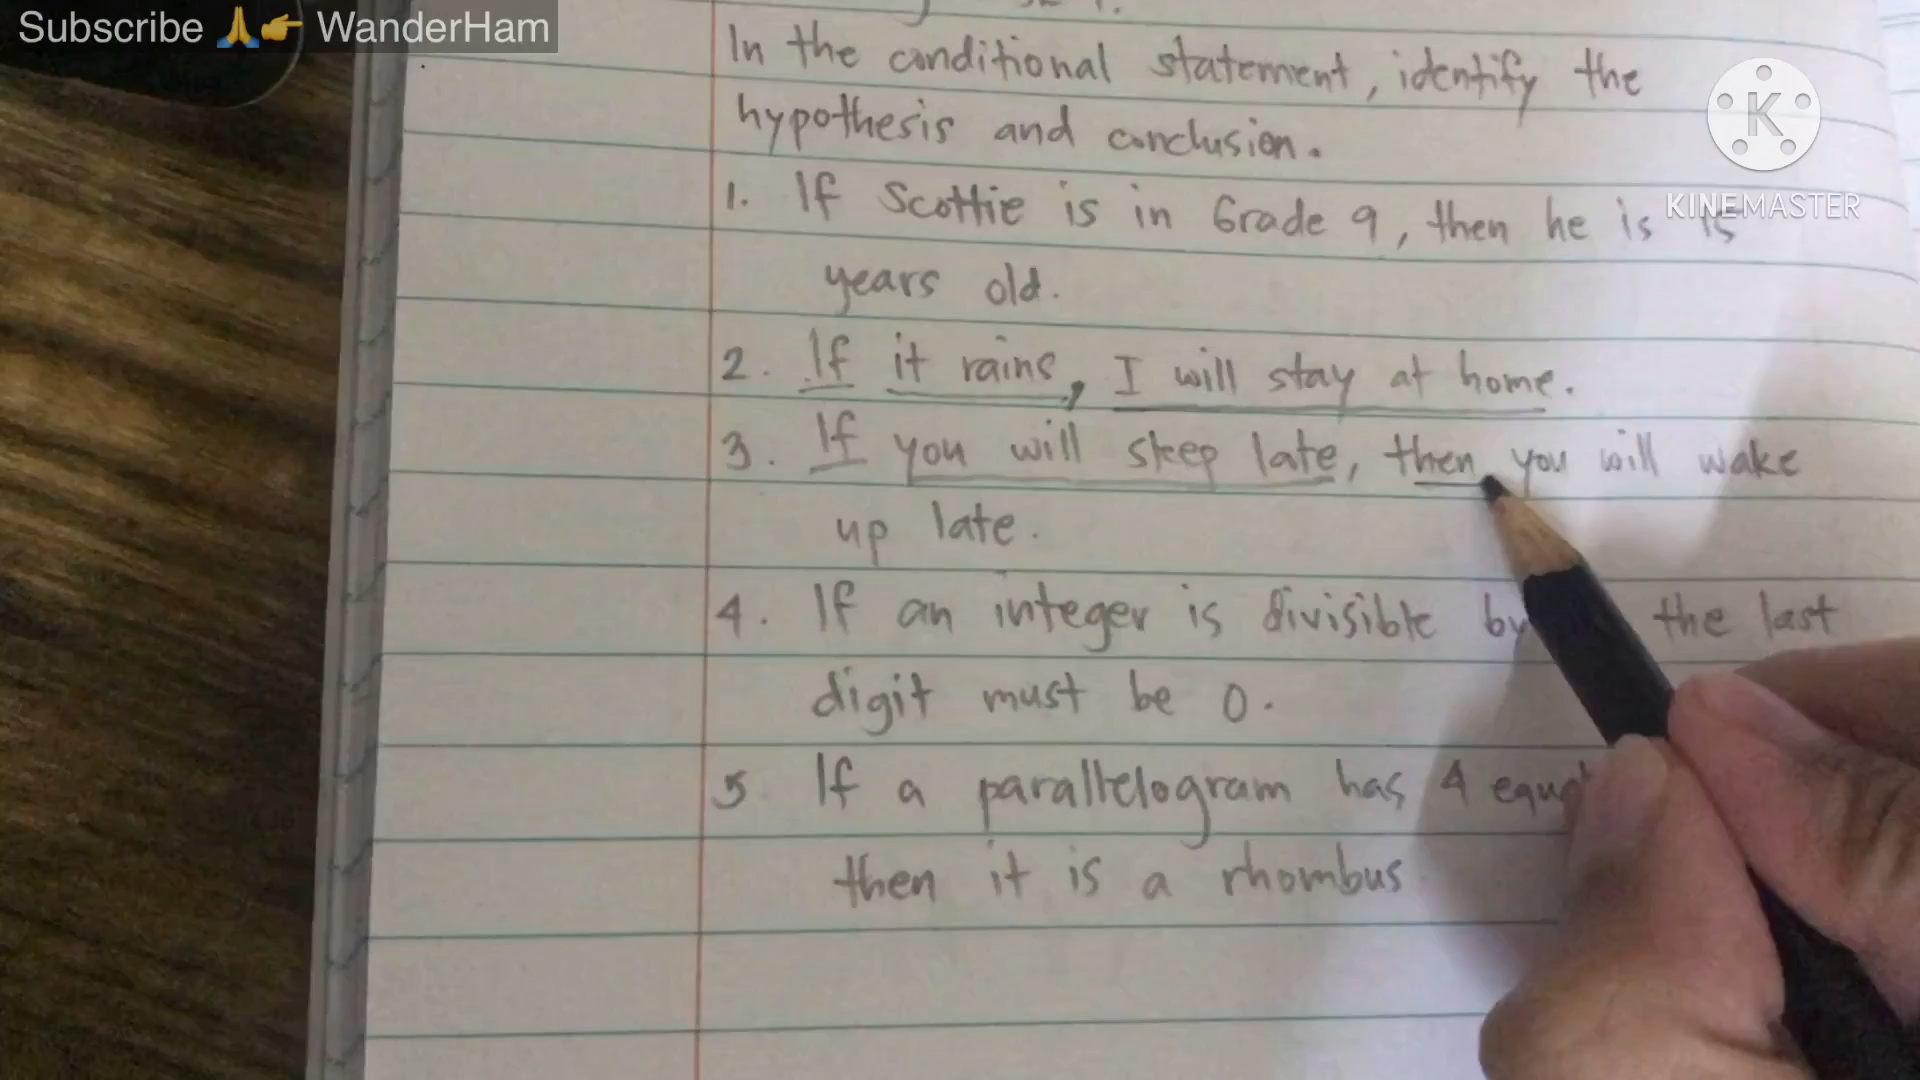 Subscribe 🙏👉 WanderHam
In the conditional statement, identify the
KINEMASTER
hypothesis and conclusion.
1. If Scottie is in Grade 9, then he is 15
years old.
2. If it rains, I will stay at home.
3. If you will sleep late, then you will wake
up late.
4. If an integer is divisible by the last
digit must be 0.
5 If a parallelogram has 4
then it is a rhombus